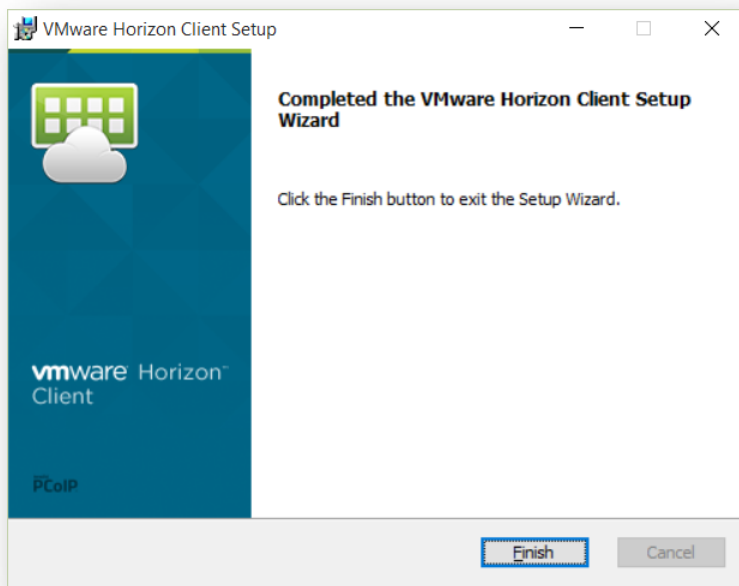 VMware Horizon Client Setup
Completed the VMware Horizon Client Setup
Wizard
Click the Finish button to exit the Setup Wizard.
vmware Horizon™
Client
PCoIP
Finish
Cancel